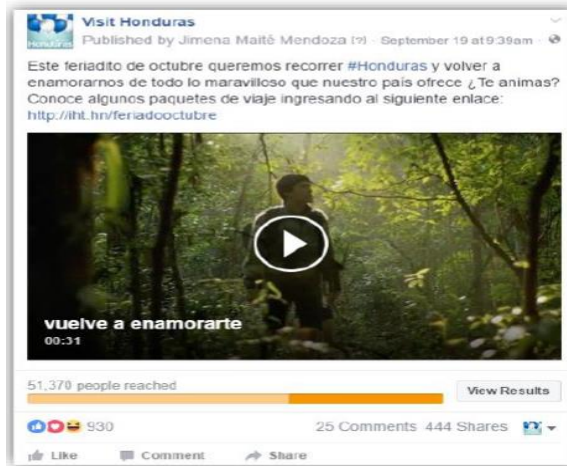 Visit Honduras
Honduras
Published by Jimena Maité Mendoza [?] · September 19 at 9:39am ·
Este feriadito de octubre queremos recorrer #Honduras y volver a
enamorarnos de todo lo maravilloso que nuestro país ofrece ¿Te animas?
Conoce algunos paquetes de viaje ingresando al siguiente enlace:
http://iht.hn/feriadooctubre
vuelve a enamorarte
00:31
51,370 people reached
View Results
930
25 Comments 444 Shares
Like Comment Share